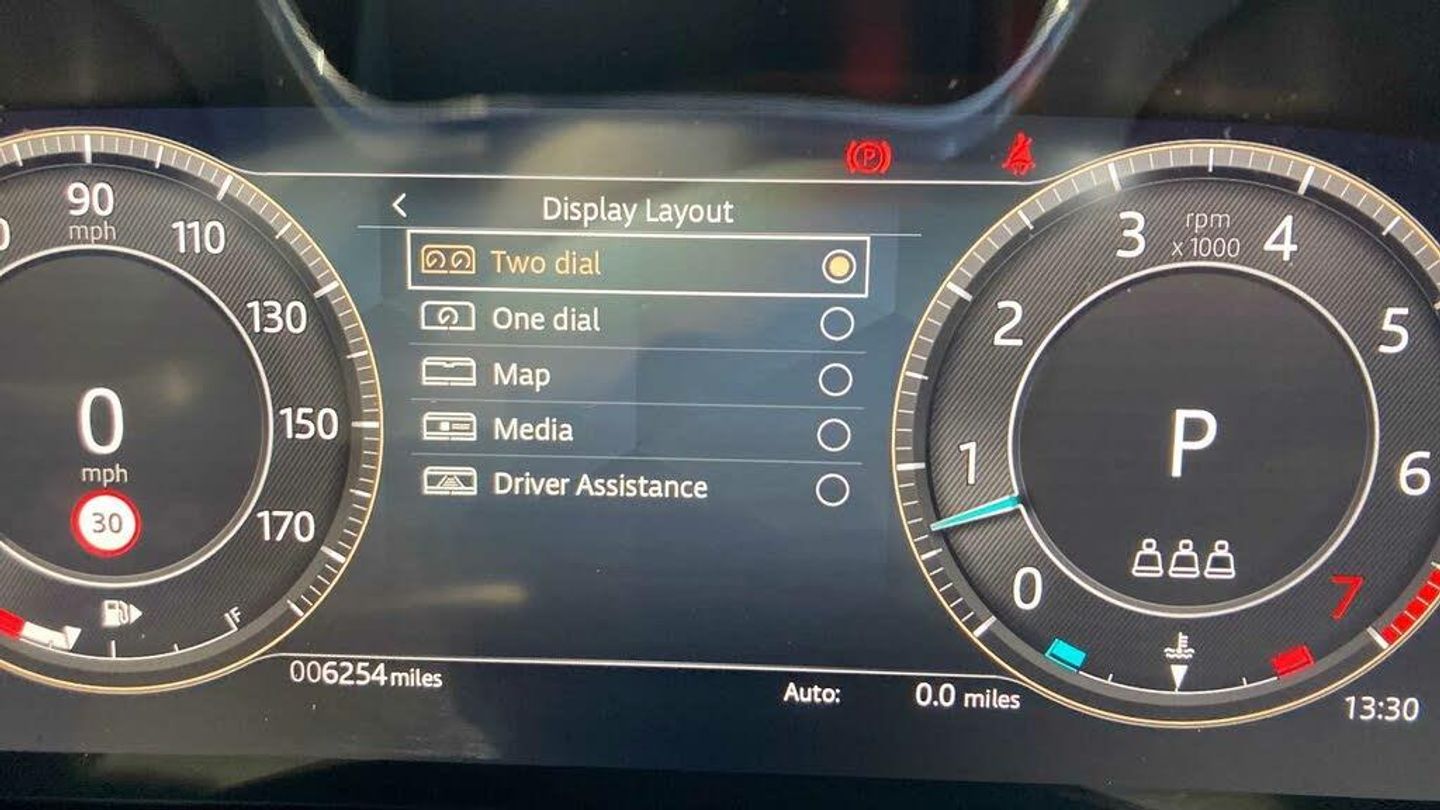 Display Layout
Two dial
One dial
Map
Media
Driver Assistance
90
mph
110
130
150
170
0
mph
30
F
006254 miles
Auto: 0.0 miles
rpm
x 1000
0
1
2
3
4
5
6
7
P
P
13:30